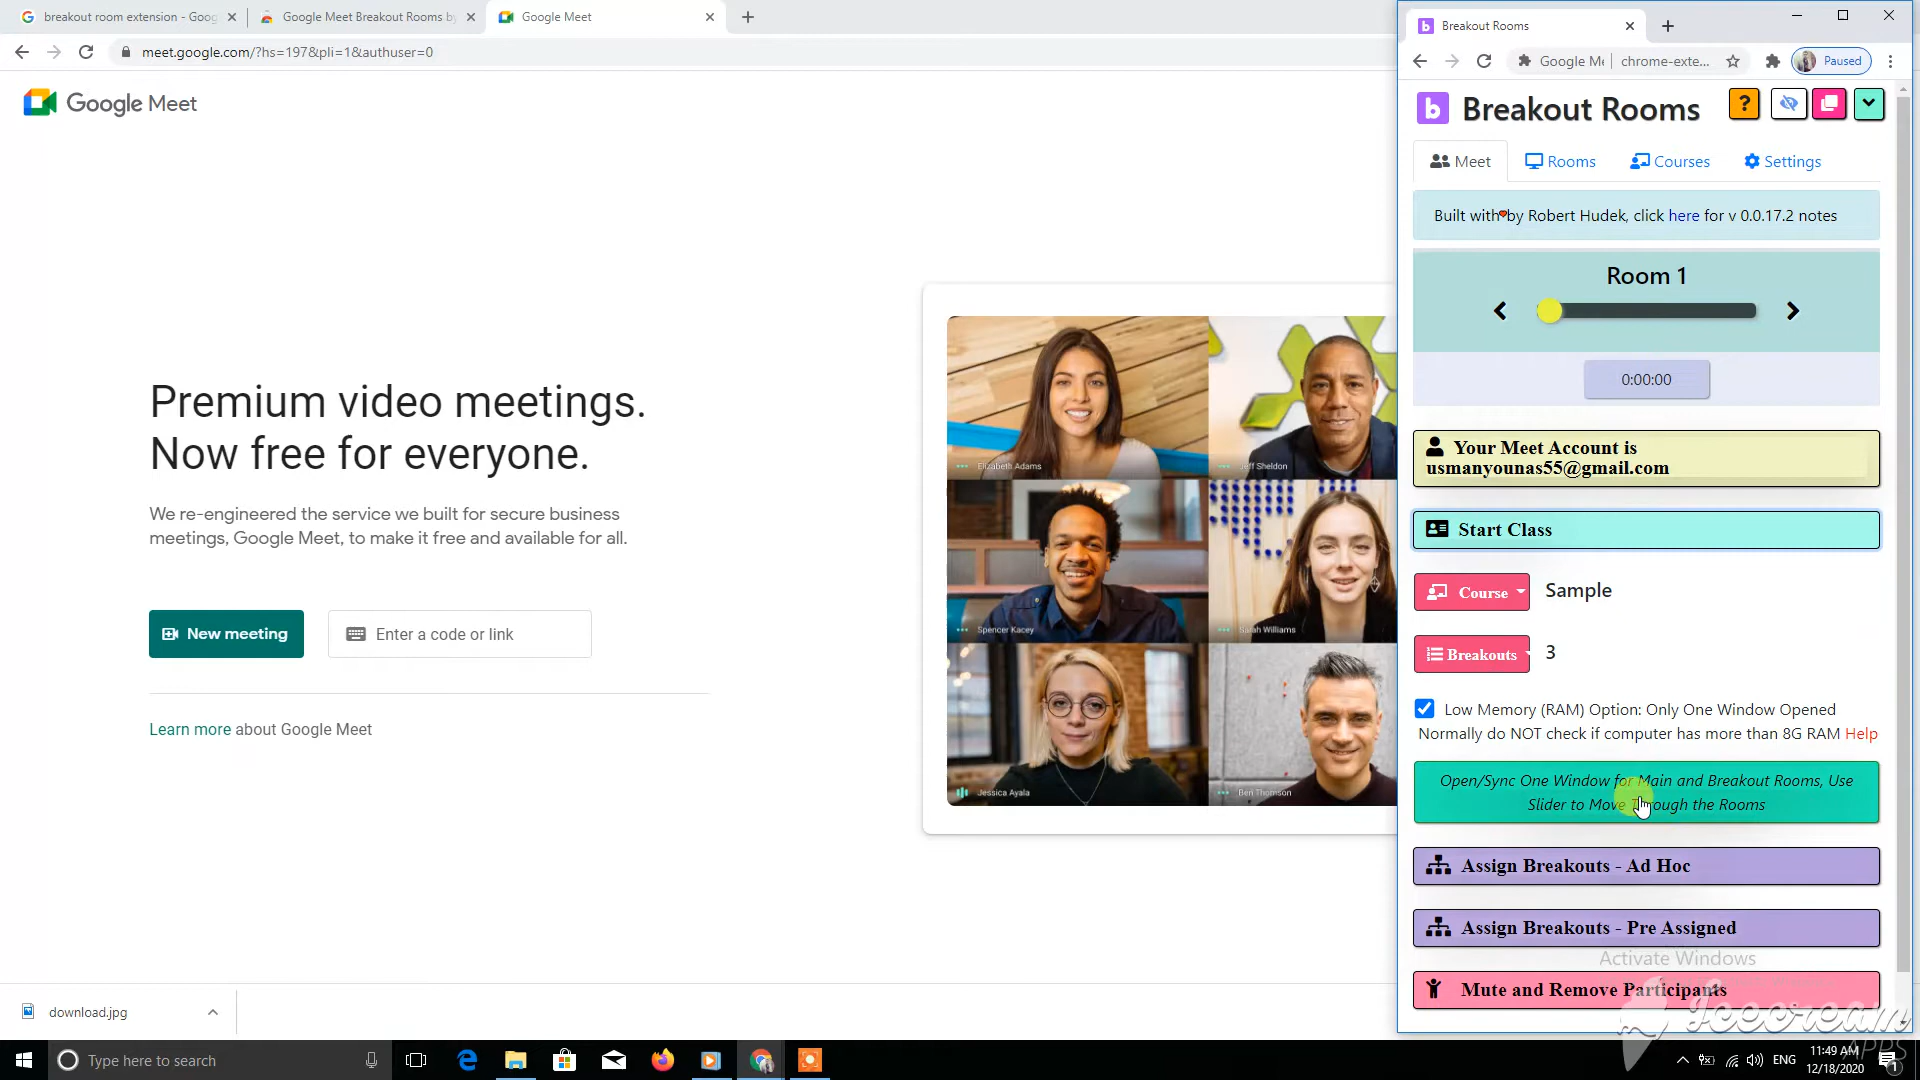 breakout room extension - Goog
Google Meet Breakout Rooms by
Google Meet
meet.google.com/?hs=197&pli=1&authuser=0
Google Meet
Premium video meetings.
Now free for everyone.
We re-engineered the service we built for secure business
meetings, Google Meet, to make it free and available for all.
New meeting
Enter a code or link
Learn more about Google Meet
Elizabeth Adams
Jeff Sheldon
Spencer Kacey
Sarah Williams
Jessica Ayala
Ben Thomson
Breakout Rooms
Google Me
chrome-exte...
Paused
b Breakout Rooms
?
Meet
Rooms
Courses
Settings
Built with by Robert Hudek, click here for v 0.0.17.2 notes
Room 1
0:00:00
Your Meet Account is
usmanyounas55@gmail.com
Start Class
Course
Sample
Breakouts
3
Low Memory (RAM) Option: Only One Window Opened
Normally do NOT check if computer has more than 8G RAM Help
Open/Sync One Window for Main and Breakout Rooms, Use
Slider to Move Through the Rooms
Assign Breakouts - Ad Hoc
Assign Breakouts - Pre Assigned
Activate Windows
Mute and Remove Participants
Icecream
APPS
download.jpg
Type here to search
ENG
11:49 AM
12/18/2020
1